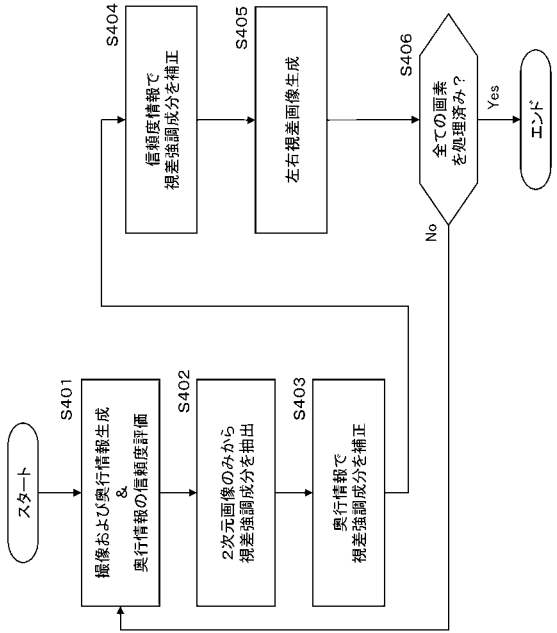 スタート
S401
撮像および奥行情報生成
&
奥行情報の信頼度評価
S402
2次元画像のみから
視差強調成分を抽出
S403
奥行情報で
視差強調成分を補正
S404
信頼度情報で
視差強調成分を補正
S405
左右視差画像生成
S406
全ての画素
を処理済み？
No
Yes
エンド